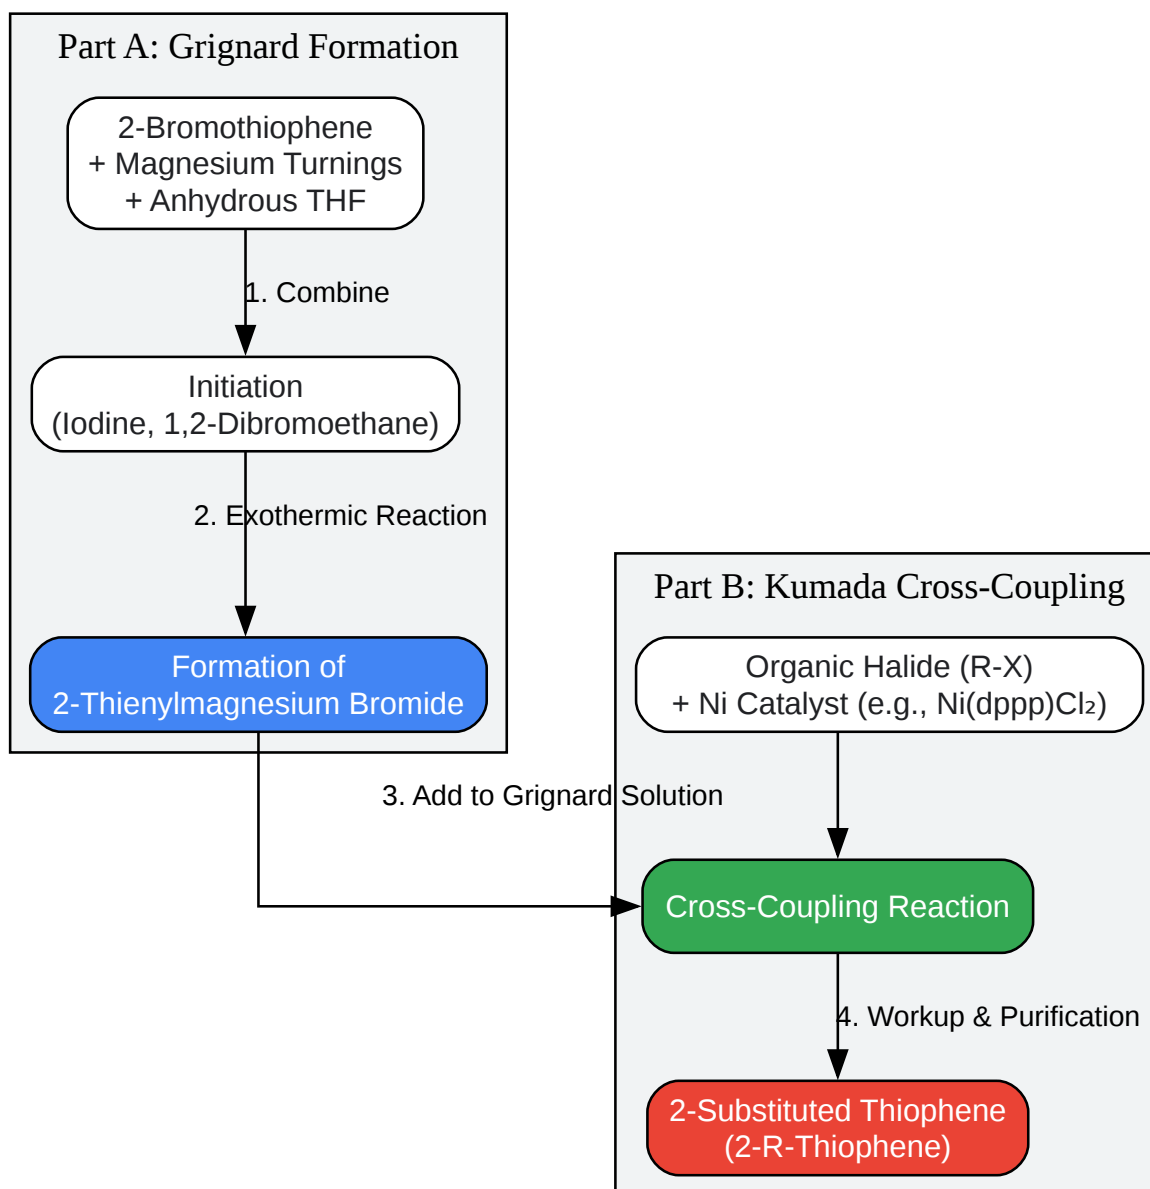 Part A: Grignard Formation
2-Bromothiophene
+ Magnesium Turnings
+ Anhydrous THF
1. Combine
Initiation
(Iodine, 1,2-Dibromoethane)
2. Exothermic Reaction
Formation of
2-Thienylmagnesium Bromide
Part B: Kumada Cross-Coupling
Organic Halide (R-X)
+ Ni Catalyst (e.g., Ni(dppp)Cl₂)
3. Add to Grignard Solution
Cross-Coupling Reaction
4. Workup & Purification
2-Substituted Thiophene
(2-R-Thiophene)